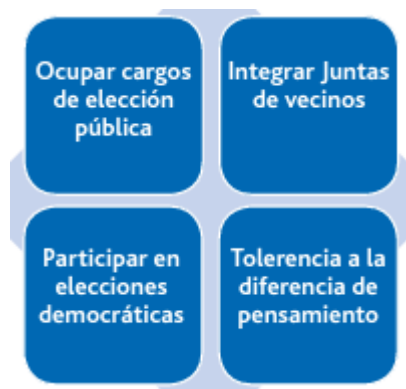 Ocupar cargos
de elección
pública
Integrar Juntas
de vecinos
Participar en
elecciones
democráticas
Tolerencia a la
diferencia de
pensamiento